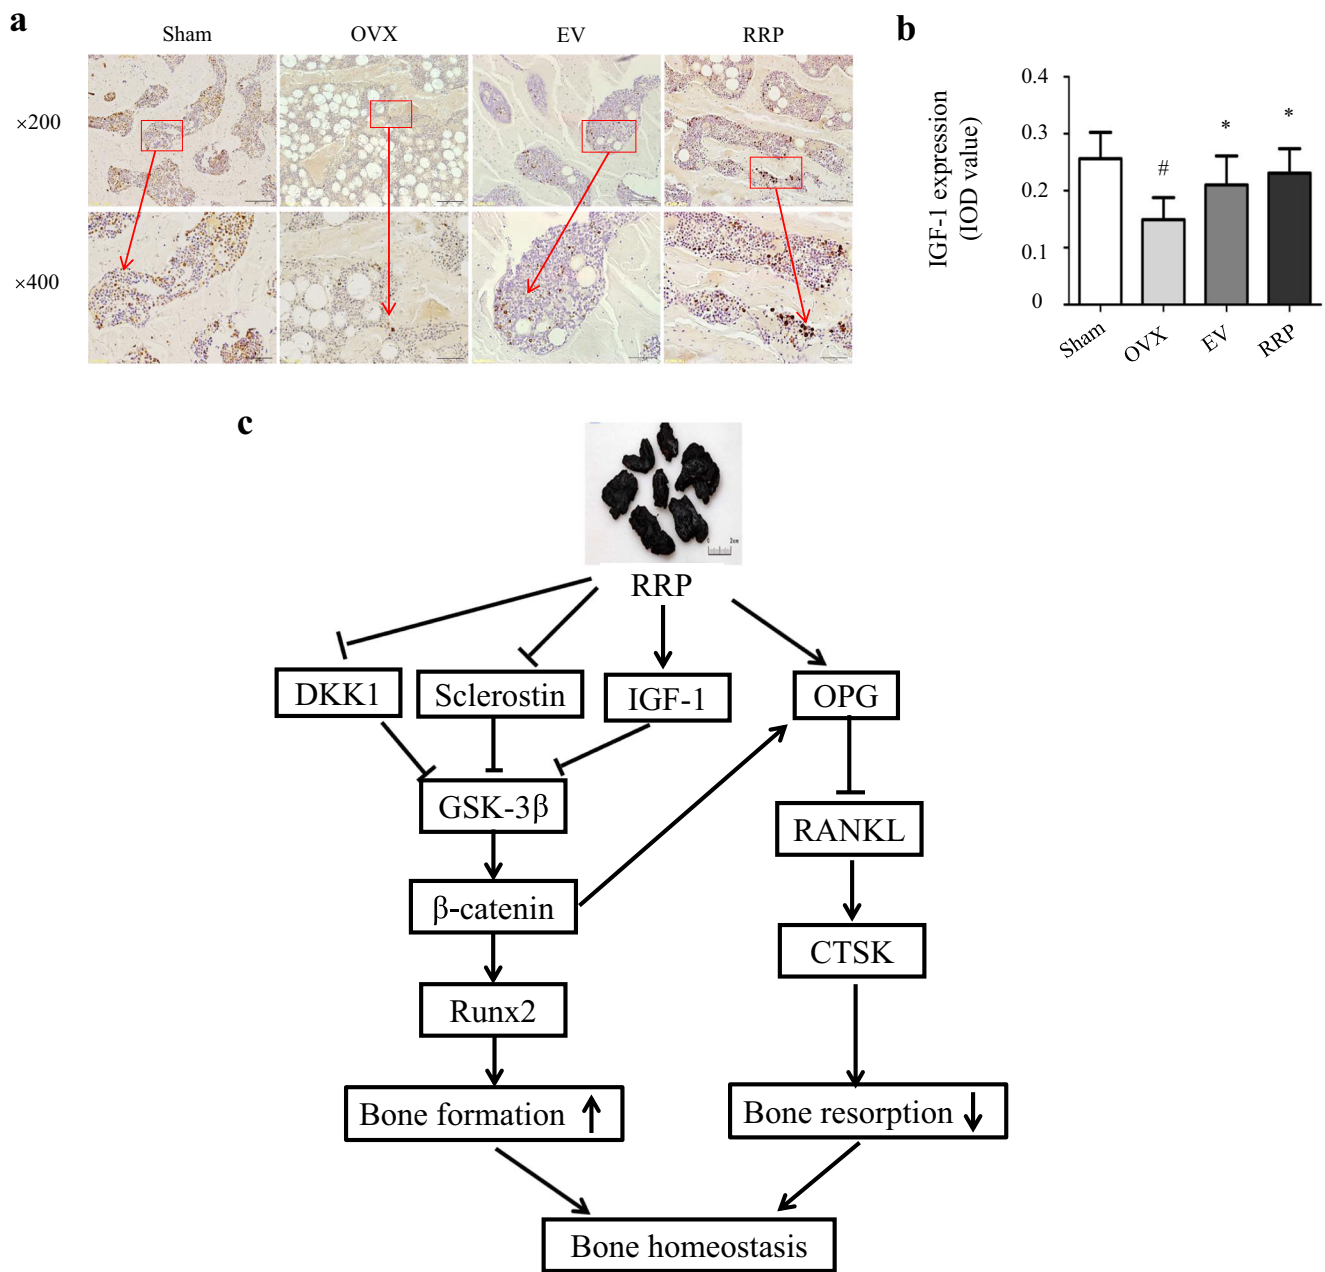 a
Sham OVX EV RRP
×200
×400
b
IGF-1 expression
(IOD value)
0.4
0.3
0.2
0.1
0
#
*
*
Sham OVX EV RRP
c
0 2cm
RRP
DKK1 Sclerostin IGF-1 OPG
GSK-3β
RANKL
β-catenin
CTSK
Runx2
Bone formation ↑ Bone resorption ↓
Bone homeostasis